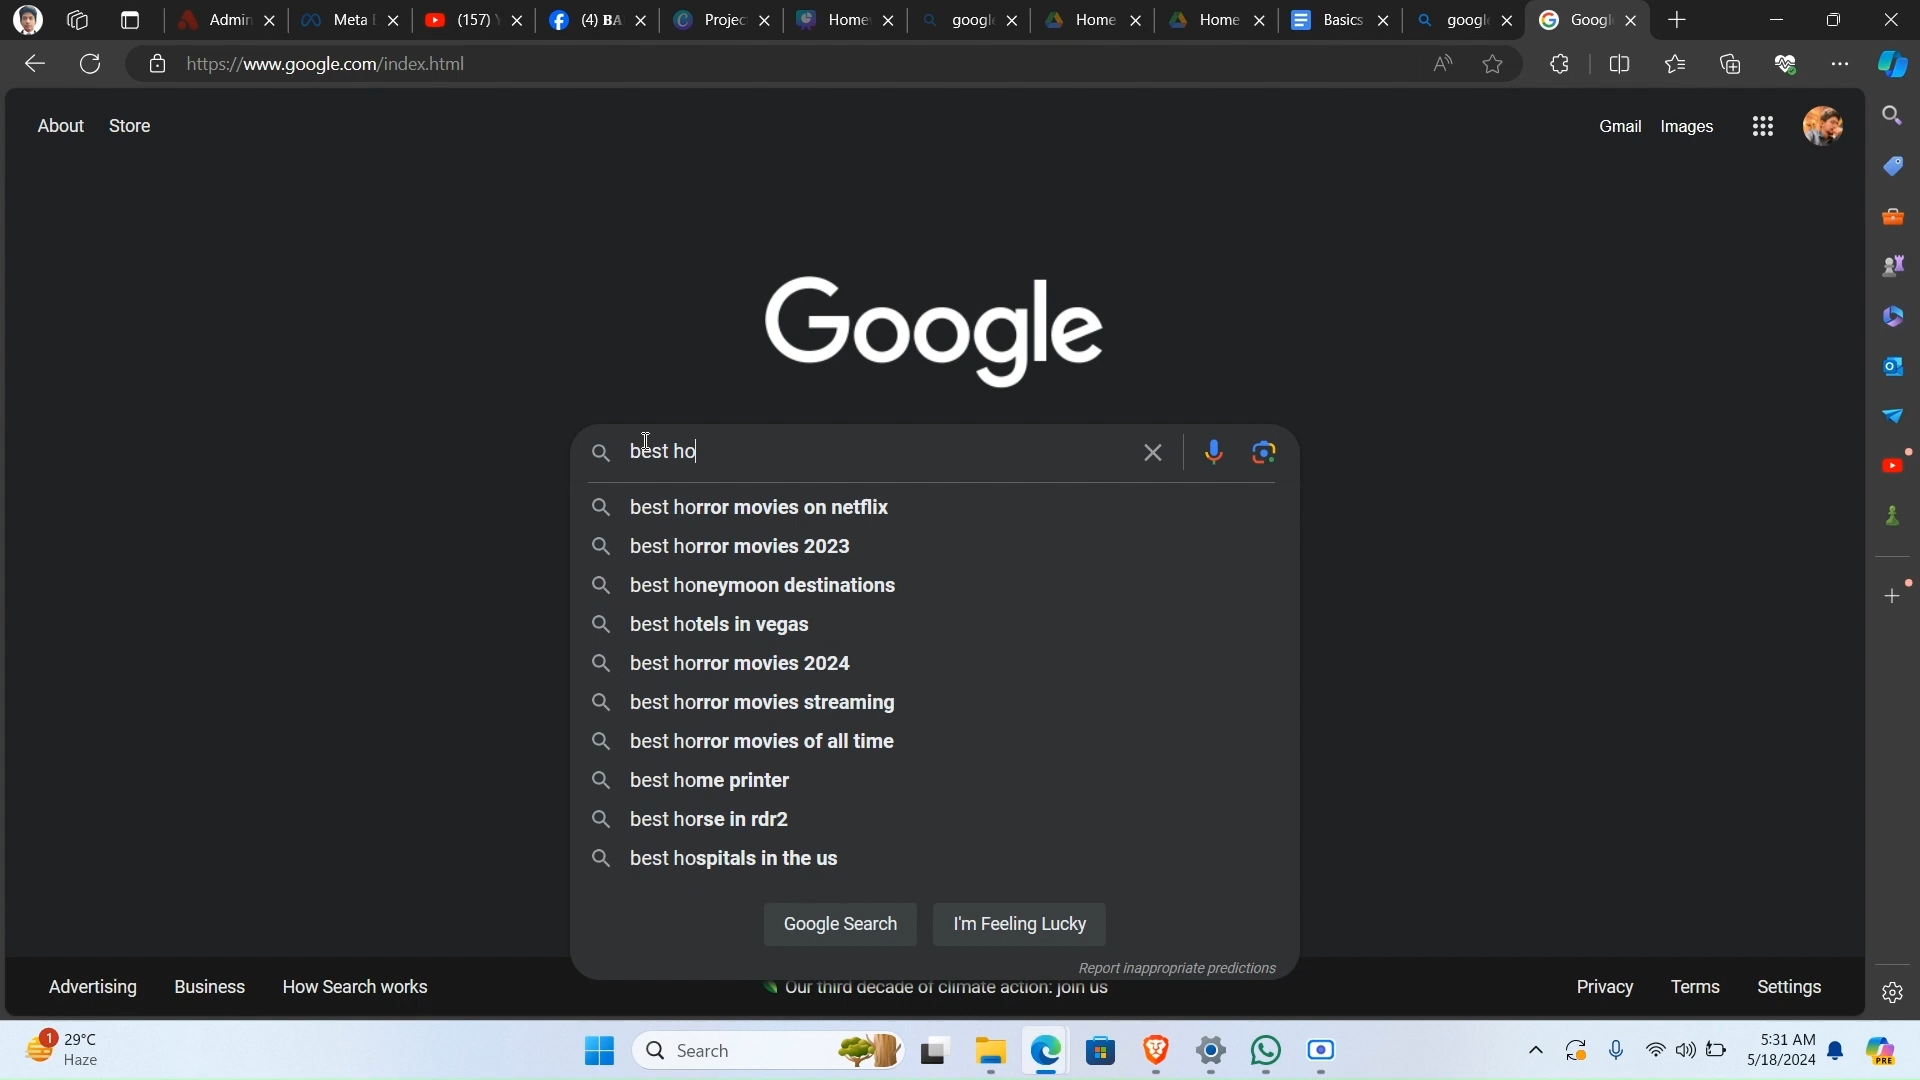 Admin
Meta
(157) Y
(4) BA
Projec
Home
googl
Home
Home
Basics
google
Googl
https://www.google.com/index.html
About Store
Gmail Images
Google
best ho
best horror movies on netflix
best horror movies 2023
best honeymoon destinations
best hotels in vegas
best horror movies 2024
best horror movies streaming
best horror movies of all time
best home printer
best horse in rdr2
best hospitals in the us
Google Search I'm Feeling Lucky
Report inappropriate predictions
Advertising Business How Search works
Our third decade of climate action: join us
Privacy Terms Settings
1
29°C
Haze
Search
5:31 AM
5/18/2024
PRE